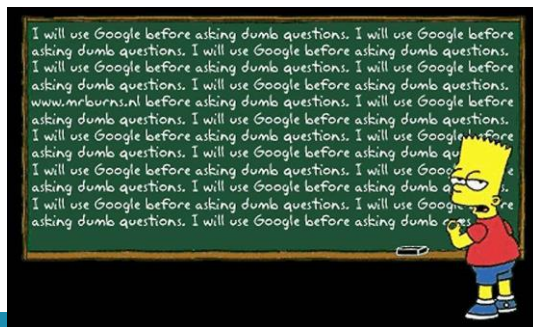 I will use Google before asking dumb questions. I will use Google before
asking dumb questions. I will use Google before asking dumb questions.
I will use Google before asking dumb questions. I will use Google before
asking dumb questions. I will use Google before asking dumb questions.
www.mrburns.nl before asking dumb questions. I will use Google before
asking dumb questions. I will use Google before asking dumb questions.
I will use Google before asking dumb questions. I will use Google before
asking dumb questions. I will use Google before asking dumb
I will use Google before asking dumb questions. I will use
asking dumb questions. I will use Google before asking dumb
I will use Google before asking dumb questions. I will use
asking dumb questions. I will use Google before asking dumb